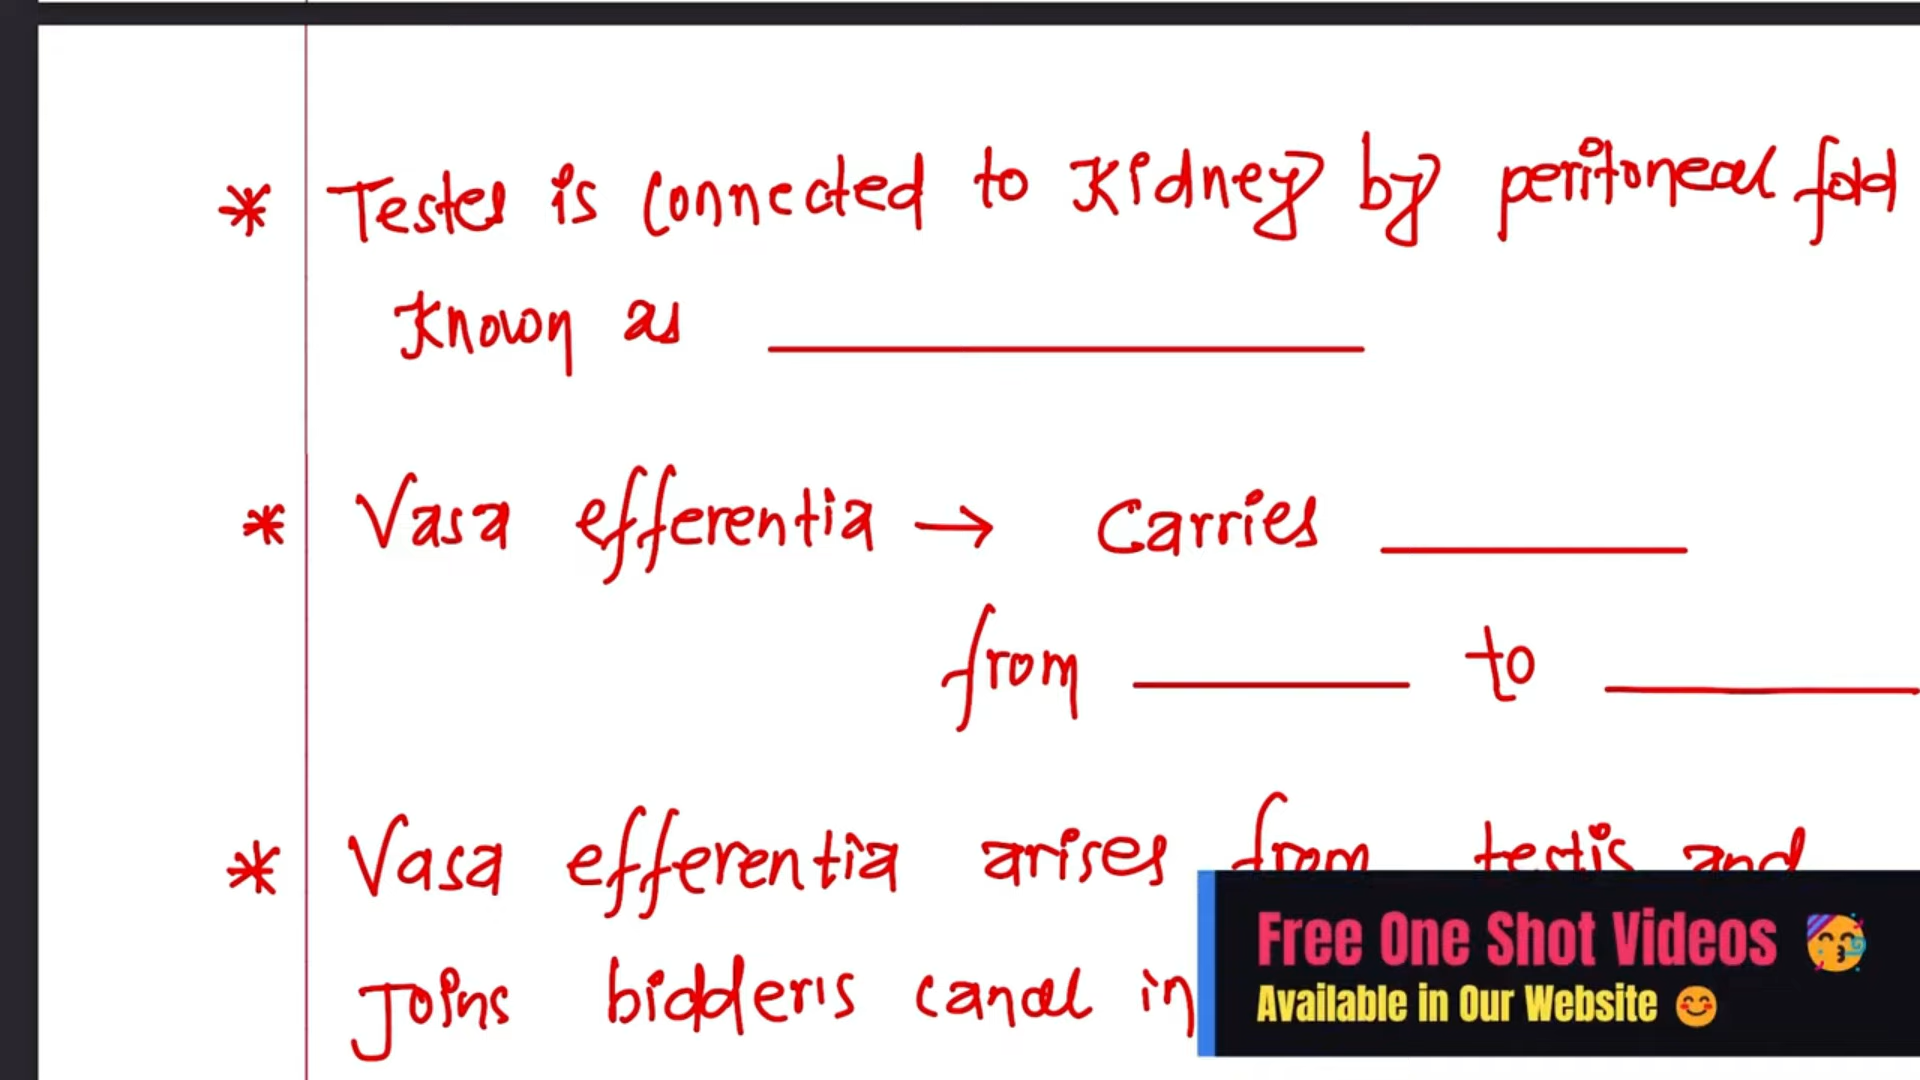 * Testes is connected to Kidney by peritoneal fold
Known as ____________
* Vasa efferentia → Carries ________
from ________ to ________
* Vasa efferentia arises from testis and
Joins bidder's canal in
Free One Shot Videos 🥳
Available in Our Website 😊